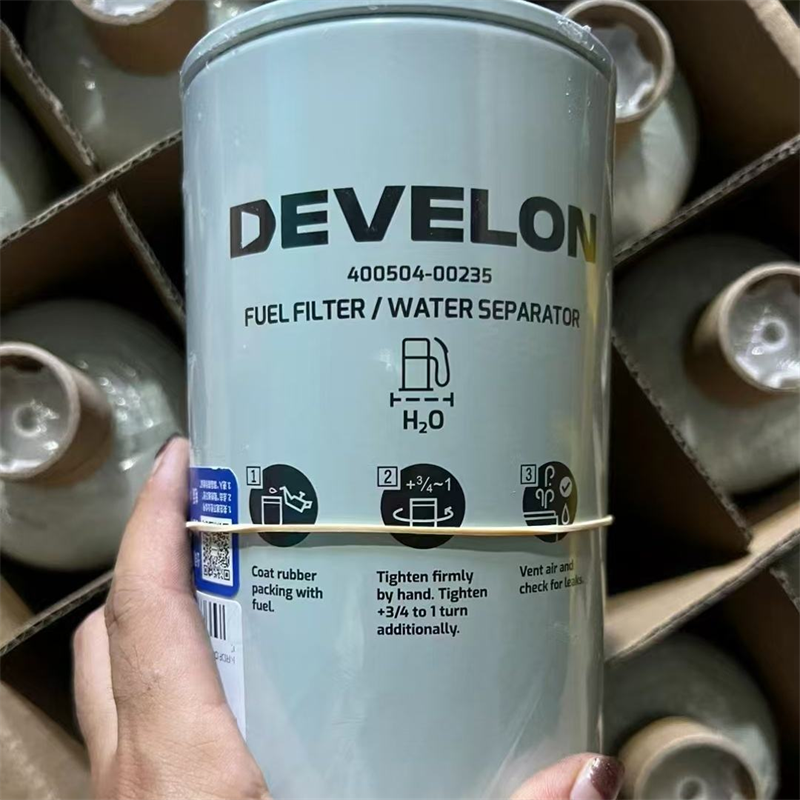 DEVELON
400504-00235
FUEL FILTER / WATER SEPARATOR
H₂O
1
2
+3/4~1
3
Coat rubber
packing with
fuel.
Tighten firmly
by hand. Tighten
+3/4 to 1 turn
additionally.
Vent air and
check for leaks.